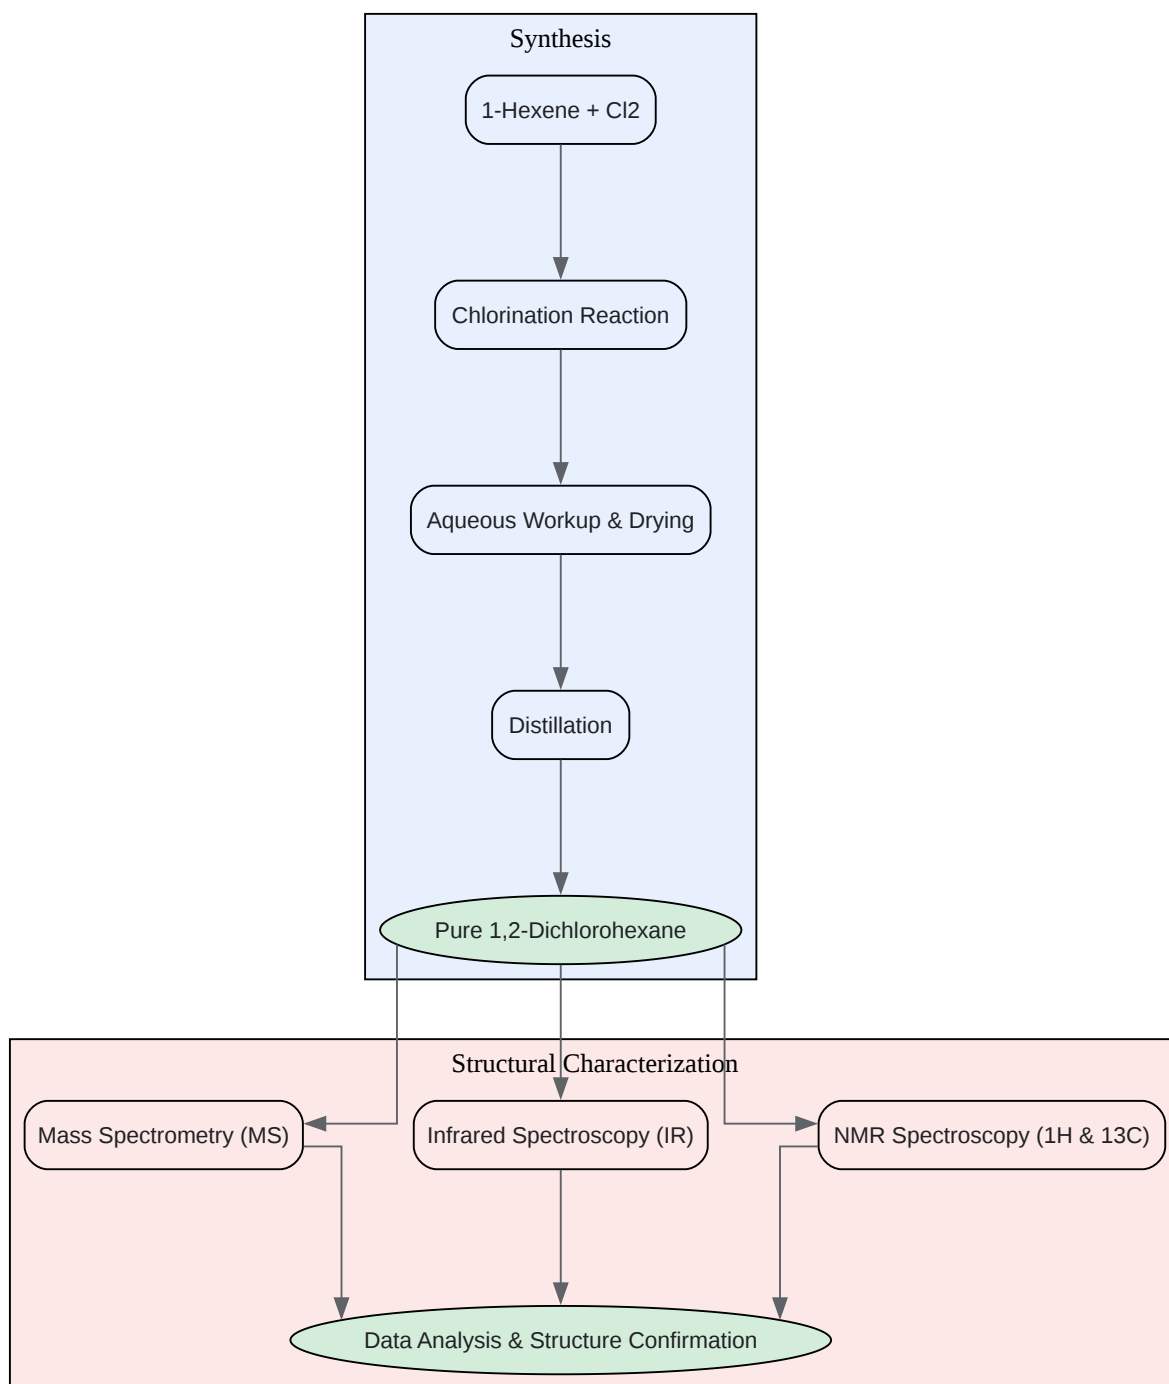 Synthesis
1-Hexene + Cl2
Chlorination Reaction
Aqueous Workup & Drying
Distillation
Pure 1,2-Dichlorohexane
Structural Characterization
Mass Spectrometry (MS)
Infrared Spectroscopy (IR)
NMR Spectroscopy (1H & 13C)
Data Analysis & Structure Confirmation